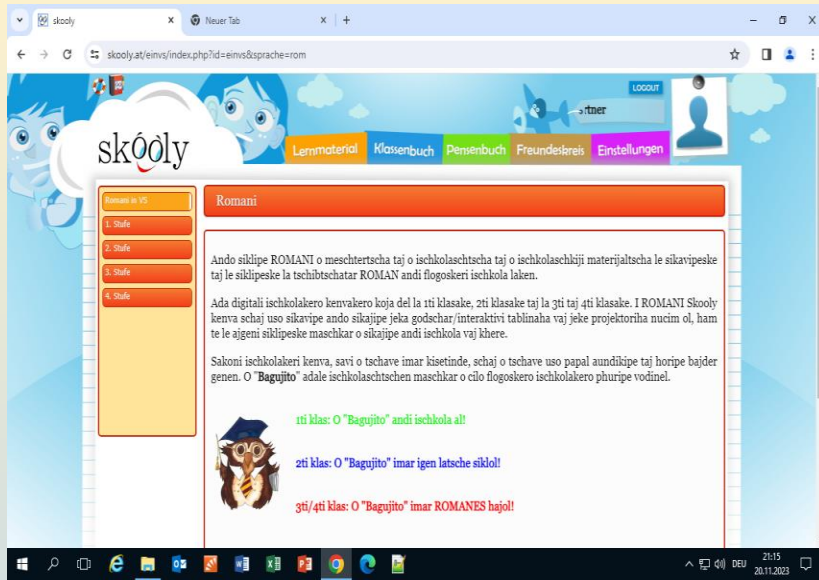 skooly
Neuer Tab
skooly.at/einvs/index.php?id=einvs&sprache=rom
LOGOUT
rtner
skooly
Lernmaterial
Klassenbuch
Pensenbuch
Freundeskreis
Einstellungen
Romani in VS
1. Stufe
2. Stufe
3. Stufe
4. Stufe
Romani
Ando siklipe ROMANI o meschtertscha taj o ischkolaschtscha taj o ischkolaschkiji materijaltscha le sikavipeske
taj le siklipeske la tschibtschatar ROMAN andi flogoskeri ischkola laken.
Ada digitali ischkolakero kenvakero koja del la 1ti klasake, 2ti klasake taj la 3ti taj 4ti klasake. I ROMANI Skooly
kenva schaj uso sikavipe ando sikajipe jeka godschar/interaktivi tablinaha vaj jeke projektoriha nucim ol, ham
te le ajgeni siklipeske maschkar o sikajipe andi ischkola vaj khere.
Sakoni ischkolakeri kenva, savi o tschave imar kisetinde, schaj o tschave uso papal aundikipe taj horipe bajder
genen. O "Bagujito" adale ischkolaschtschen maschkar o cilo flogoskero ischkolakero phuripe vodinel.
1ti klas: O "Bagujito" andi ischkola al!
2ti klas: O "Bagujito" imar igen latsche siklol!
3ti/4ti klas: O "Bagujito" imar ROMANES hajol!
DEU
21:15
20.11.2023